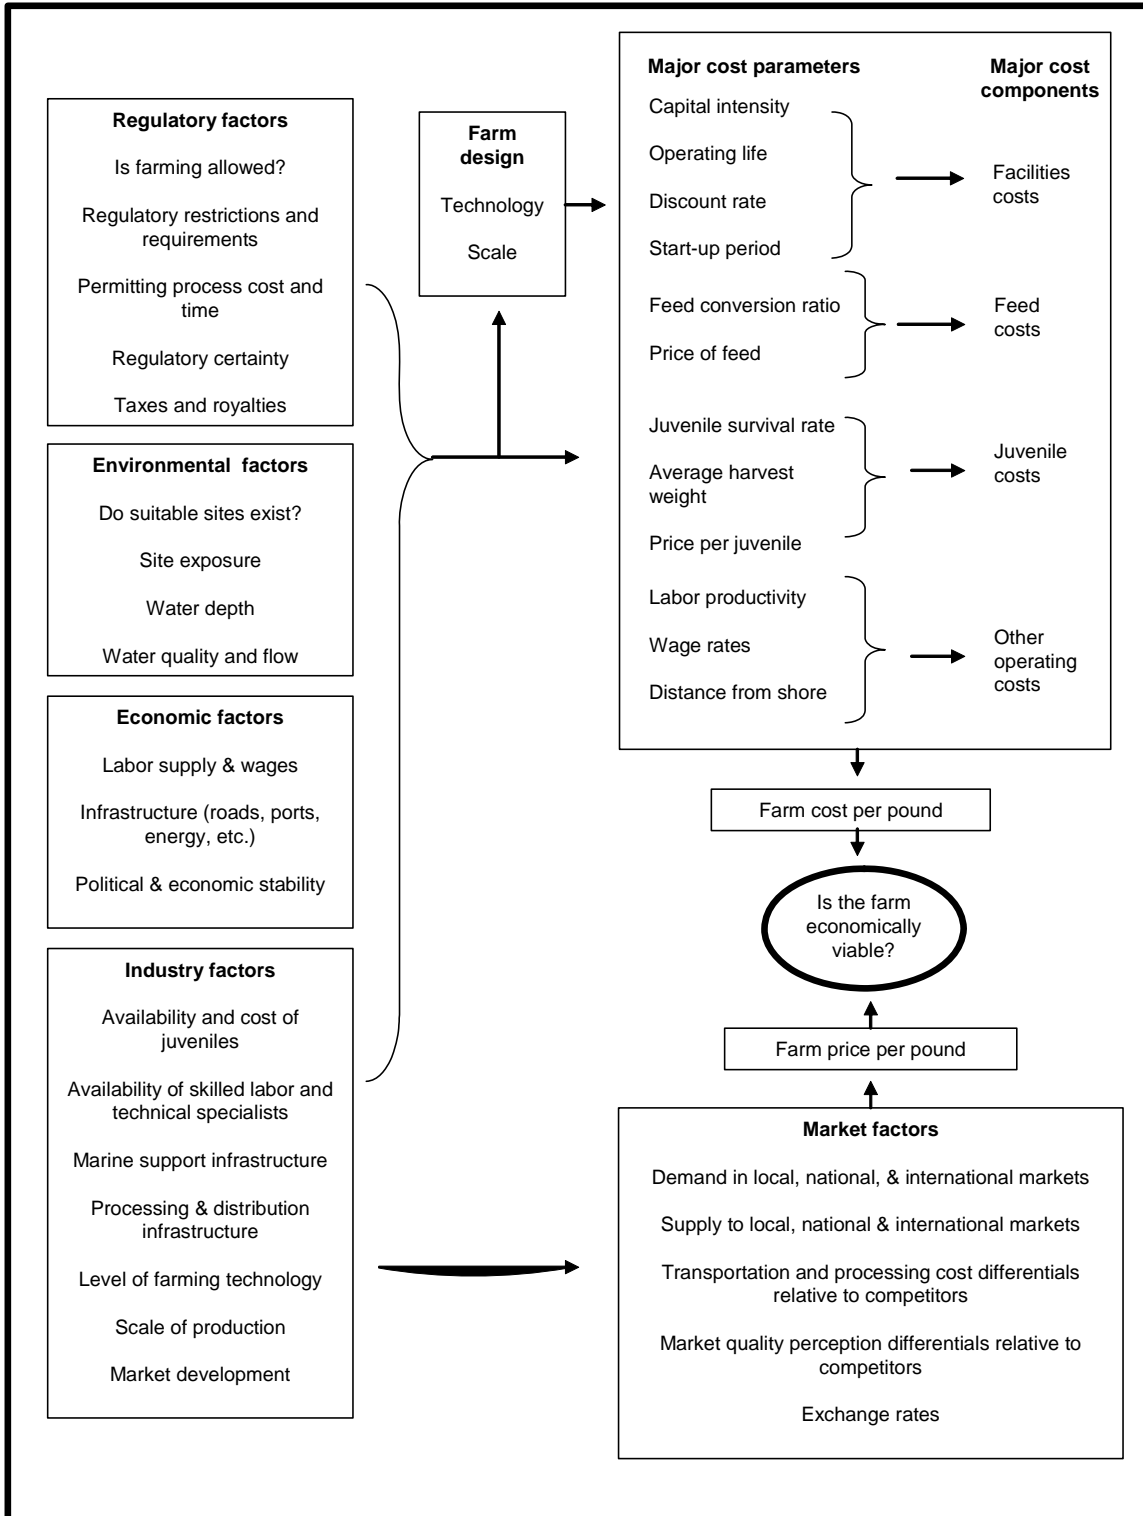 Regulatory factors
Is farming allowed?
Regulatory restrictions and
requirements
Permitting process cost and
time
Regulatory certainty
Taxes and royalties
Environmental  factors
Do suitable sites exist?
Site exposure
Water depth
Water quality and flow
Economic factors
Labor supply & wages
Infrastructure (roads, ports,
energy, etc.)
Political & economic stability
Industry factors
Availability and cost of
juveniles
Availability of skilled labor and
technical specialists
Marine support infrastructure
Processing & distribution
infrastructure
Level of farming technology
Scale of production
Market development
Farm
design
Technology
Scale
Major cost parameters
Capital intensity
Operating life
Discount rate
Start-up period
Feed conversion ratio
Price of feed
Juvenile survival rate
Average harvest
weight
Price per juvenile
Labor productivity
Wage rates
Distance from shore
Major cost
components
Facilities
costs
Feed
costs
Juvenile
costs
Other
operating
costs
Farm cost per pound
Is the farm
economically
viable?
Farm price per pound
Market factors
Demand in local, national, & international markets
Supply to local, national & international markets
Transportation and processing cost differentials
relative to competitors
Market quality perception differentials relative to
competitors
Exchange rates